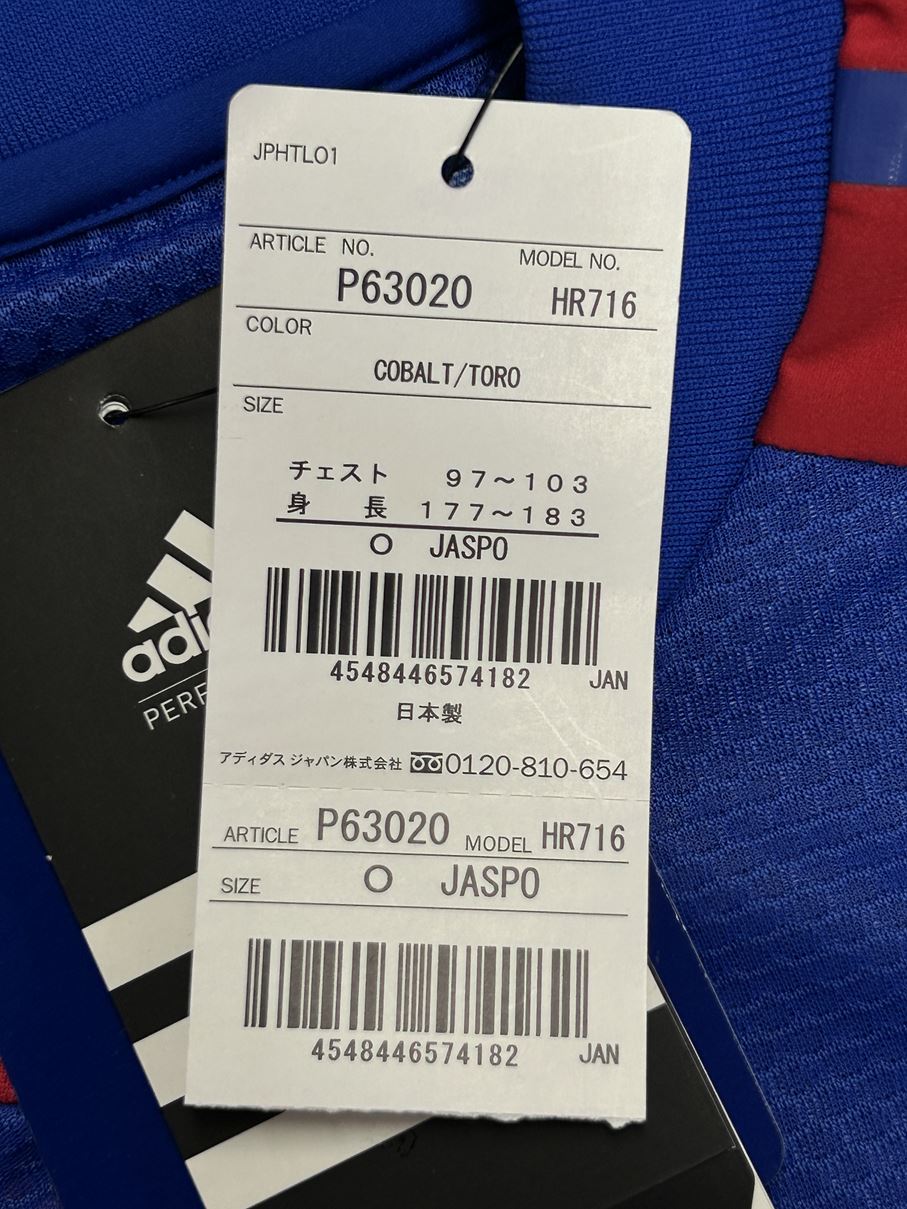 JPHTL01
ARTICLE NO.
MODEL NO.
P63020
HR716
COLOR
COBALT/TORO
SIZE
チェスト 97～103
身 長 177～183
O JASPO
4548446574182 JAN
日本製
アディダス ジャパン株式会社 0120-810-654
ARTICLE P63020 MODEL HR716
SIZE O JASPO
4548446574182 JAN